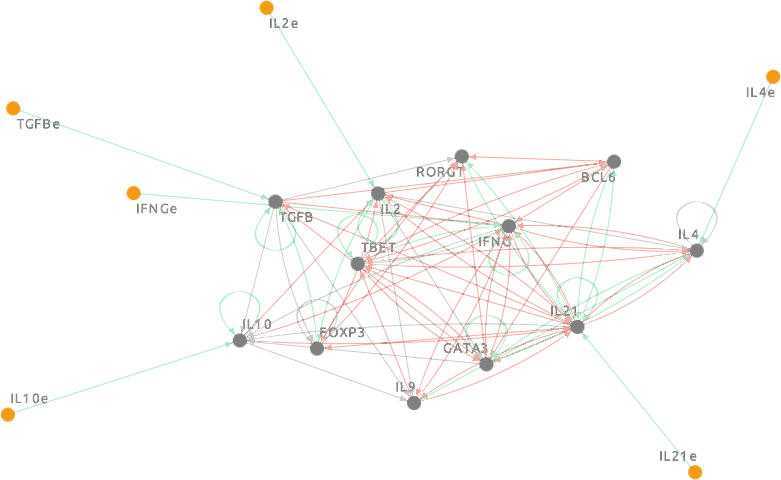 IL2e
IL4e
TGFBe
RORGT
BCL6
IFNGe
TGFB
IL2
IFNG
IL4
TBET
IL21
IL10
FOXP3
GATA3
IL9
IL10e
IL21e